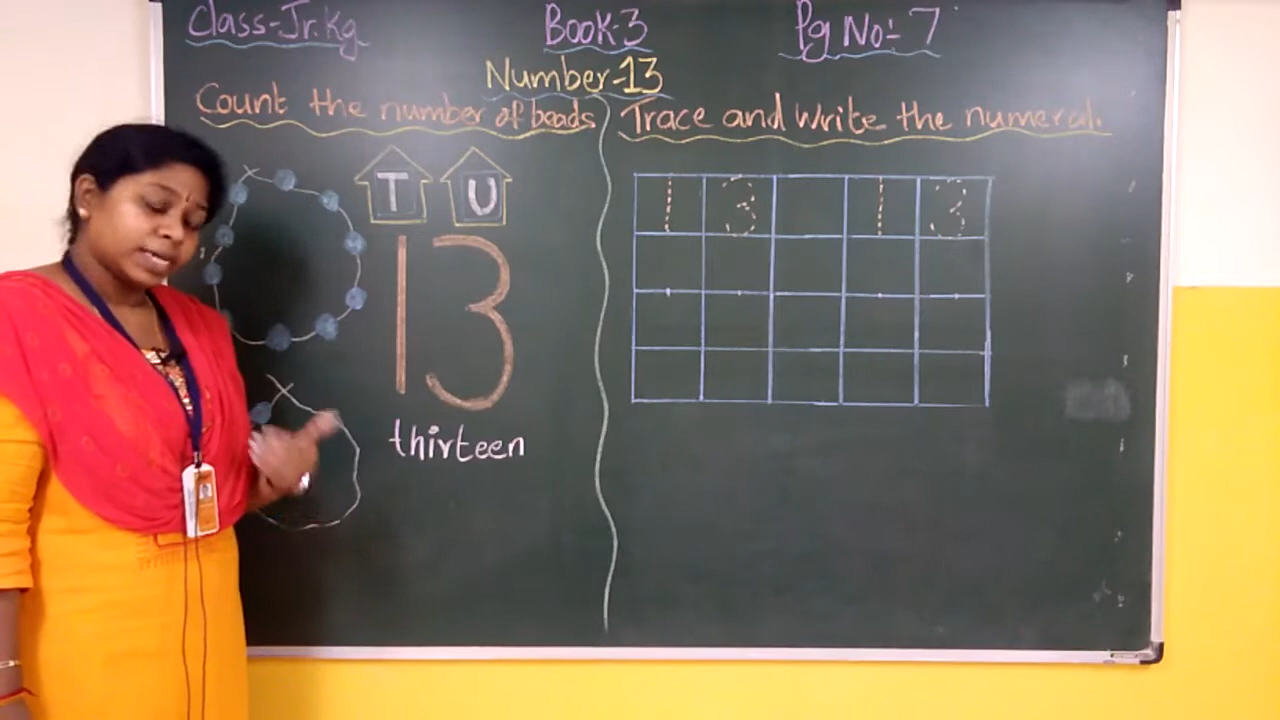 Class-Jr.Kg Book-3 Pg No:- 7
Number-13
Count the number of beads
T U
13
thirteen
Trace and Write the numeral.
1 3 1 3